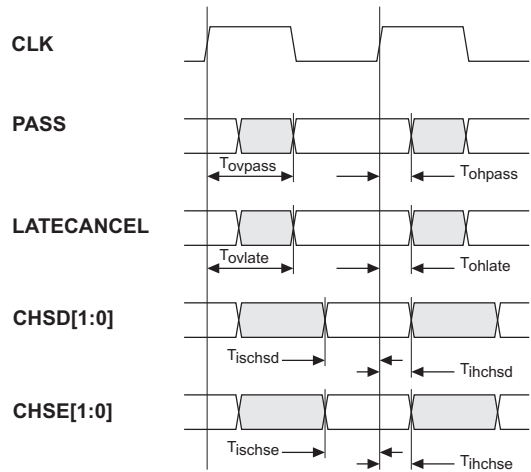 CLK
PASS
Tovpass
Tohpass
LATECANCEL
Tovlate
Tohlate
CHSD[1:0]
Tischsd
Tihchsd
CHSE[1:0]
Tischse
Tihchse